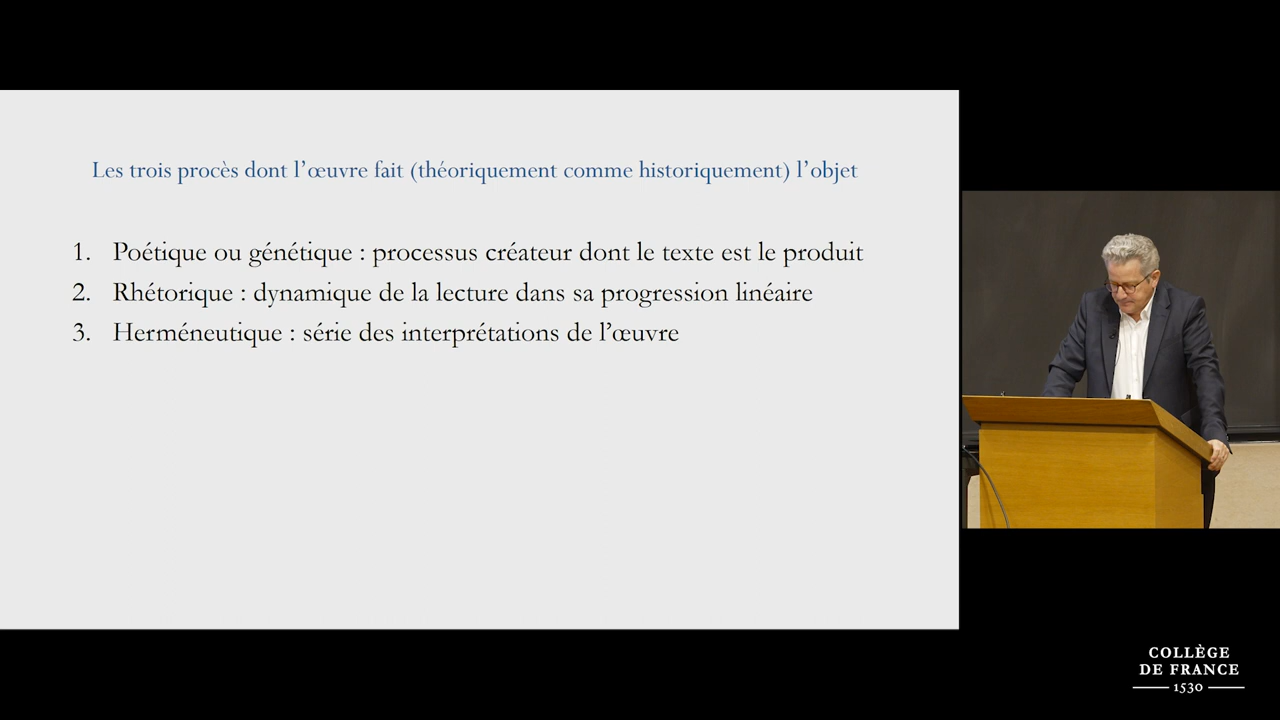 Les trois procès dont l’œuvre fait (théoriquement comme historiquement) l’objet
1. Poétique ou génétique : processus créateur dont le texte est le produit
2. Rhétorique : dynamique de la lecture dans sa progression linéaire
3. Herméneutique : série des interprétations de l’œuvre
COLLÈGE
DE FRANCE
1530